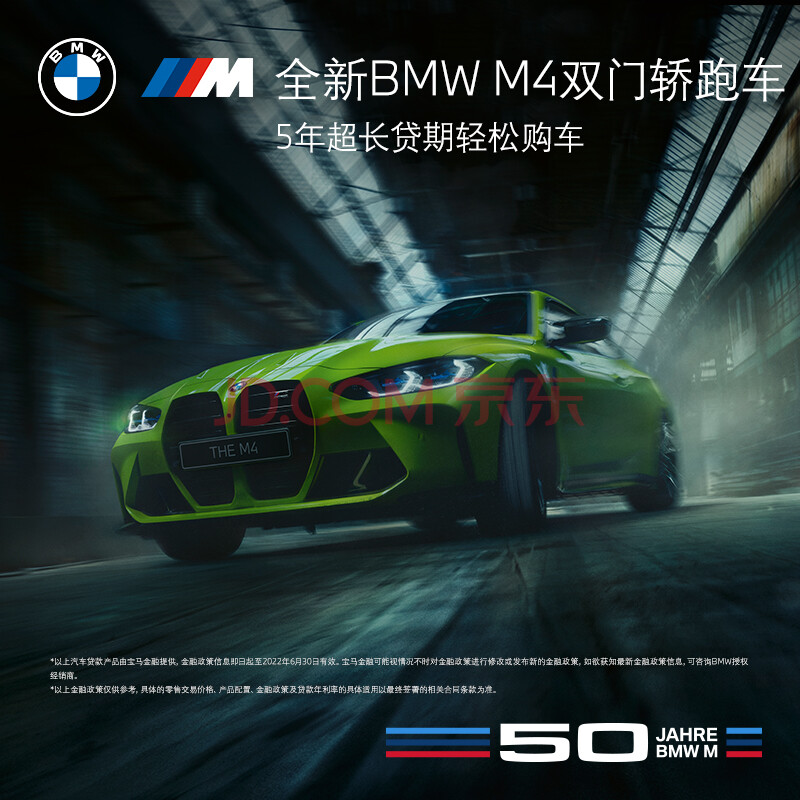 BMW
M 全新BMW M4双门轿跑车
5年超长贷期轻松购车
JD.COM 京东
THE M4
*以上汽车贷款产品由宝马金融提供，金融政策信息即日起至2022年6月30日有效。宝马金融可能视情况不时对金融政策进行修改或发布新的金融政策，如欲获知最新金融政策信息，可咨询BMW授权
经销商。
*以上金融政策仅供参考，具体的零售交易价格、产品配置、金融政策及贷款年利率的具体适用以最终签署的相关合同条款为准。
50 JAHRE
BMW M